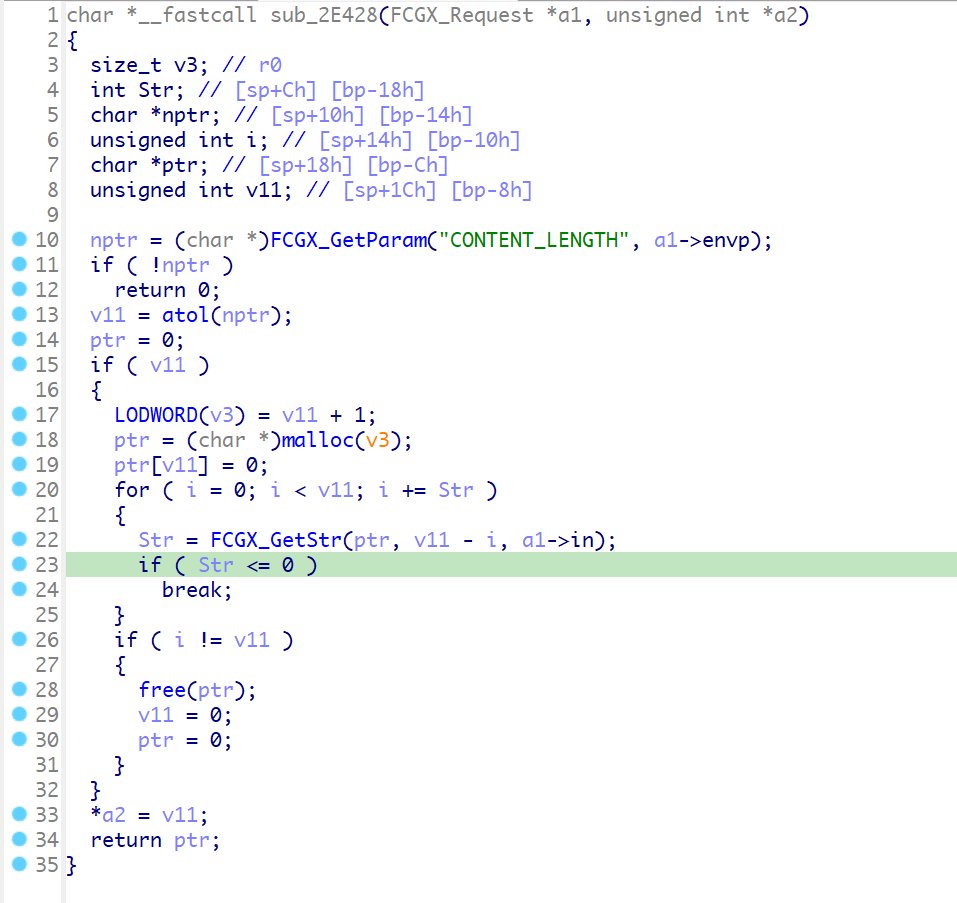 1 char *__fastcall sub_2E428(FCGX_Request *a1, unsigned int *a2)
2 {
3   size_t v3; // r0
4   int Str; // [sp+Ch] [bp-18h]
5   char *nptr; // [sp+10h] [bp-14h]
6   unsigned int i; // [sp+14h] [bp-10h]
7   char *ptr; // [sp+18h] [bp-Ch]
8   unsigned int v11; // [sp+1Ch] [bp-8h]
9
10   nptr = (char *)FCGX_GetParam("CONTENT_LENGTH", a1->envp);
11   if ( !nptr )
12     return 0;
13   v11 = atol(nptr);
14   ptr = 0;
15   if ( v11 )
16   {
17     LODWORD(v3) = v11 + 1;
18     ptr = (char *)malloc(v3);
19     ptr[v11] = 0;
20     for ( i = 0; i < v11; i += Str )
21     {
22       Str = FCGX_GetStr(ptr, v11 - i, a1->in);
23       if ( Str <= 0 )
24         break;
25     }
26     if ( i != v11 )
27     {
28       free(ptr);
29       v11 = 0;
30       ptr = 0;
31     }
32   }
33   *a2 = v11;
34   return ptr;
35 }